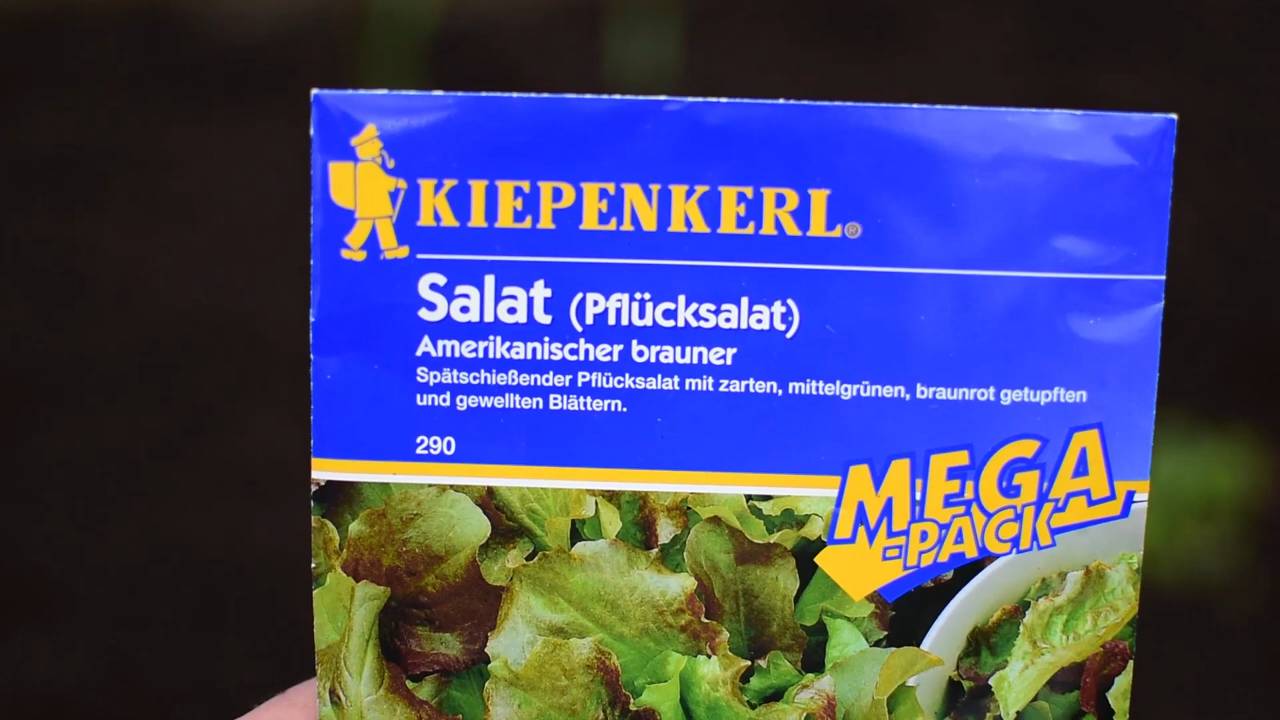 KIEPENKERL®
Salat (Pflücksalat)
Amerikanischer brauner
Spätschießender Pflücksalat mit zarten, mittelgrünen, braunrot getupften
und gewellten Blättern.
290
MEGA
-PACK